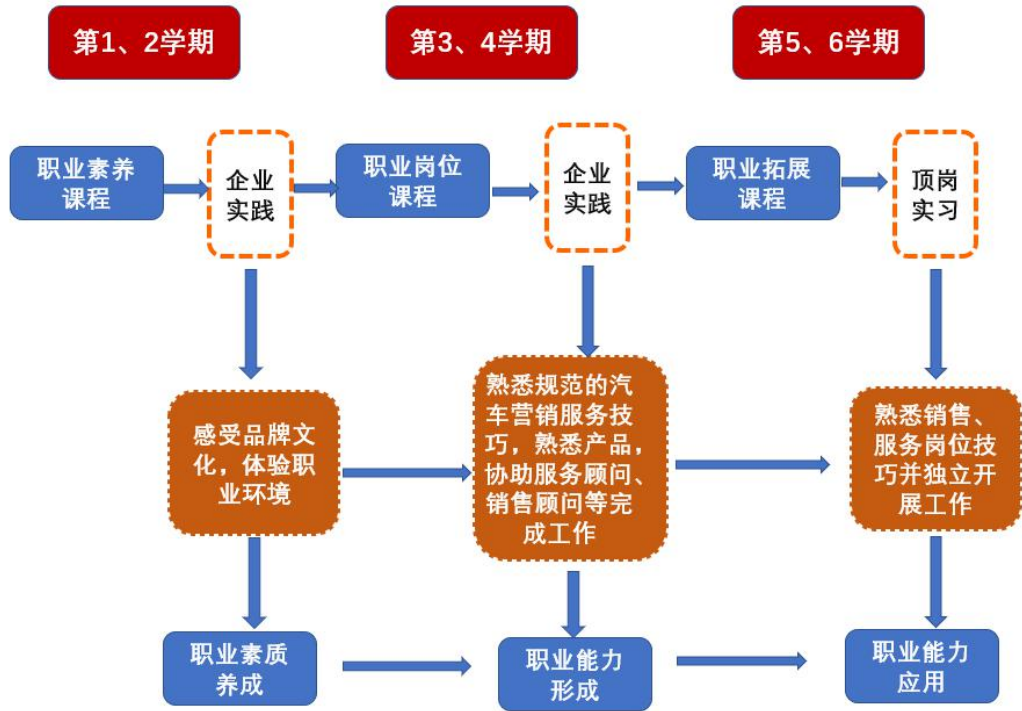 第1、2学期
第3、4学期
第5、6学期
职业素养
课程
企业
实践
职业岗位
课程
企业
实践
职业拓展
课程
顶岗
实习
感受品牌文
化，体验职
业环境
熟悉规范的汽
车营销服务技
巧，熟悉产品，
协助服务顾问、
销售顾问等完
成工作
熟悉销售、
服务岗位技
巧并独立开
展工作
职业素质
养成
职业能力
形成
职业能力
应用